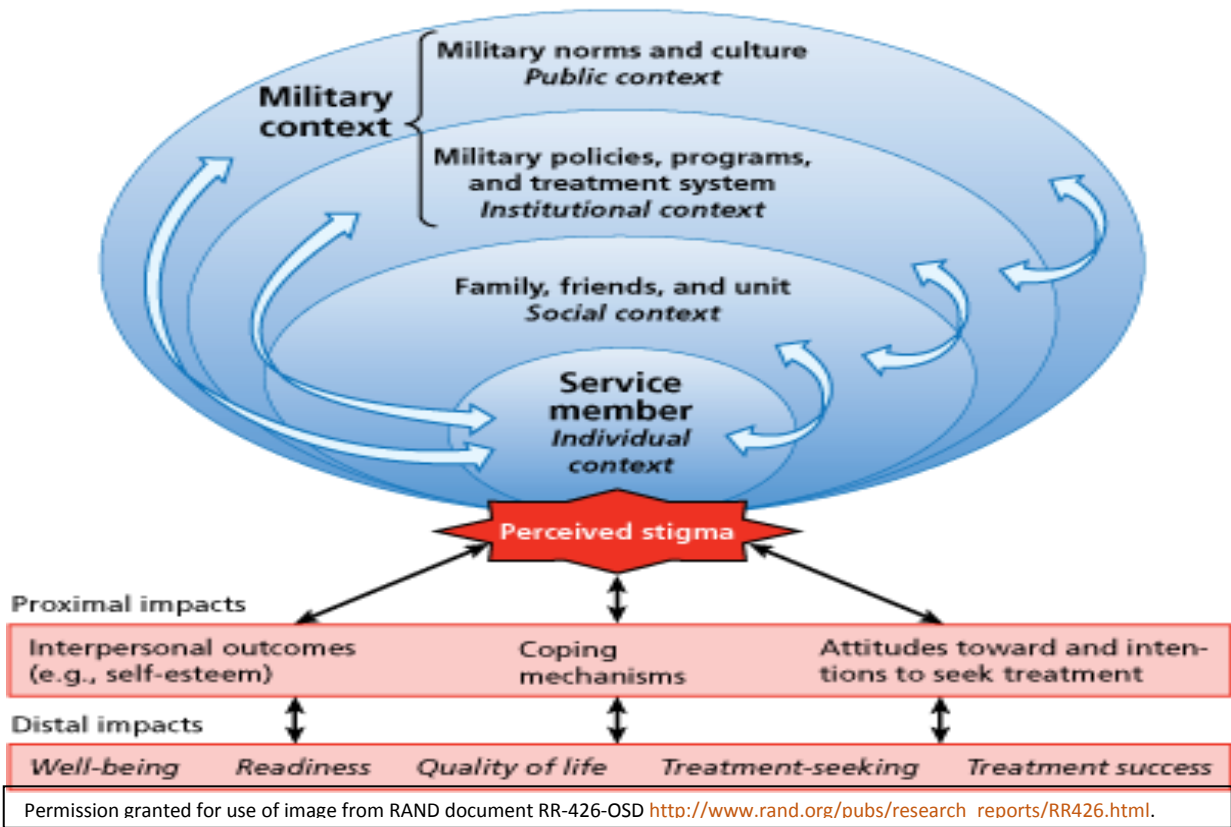 Military norms and culture
Public context
Military
context
Military policies, programs,
and treatment system
Institutional context
Family, friends, and unit
Social context
Service
member
Individual
context
Perceived stigma
Proximal impacts
Interpersonal outcomes
(e.g., self-esteem)
Coping
mechanisms
Attitudes toward and inten-
tions to seek treatment
Distal impacts
Well-being Readiness Quality of life Treatment-seeking Treatment success
Permission granted for use of image from RAND document RR-426-OSD http://www.rand.org/pubs/research_reports/RR426.html.